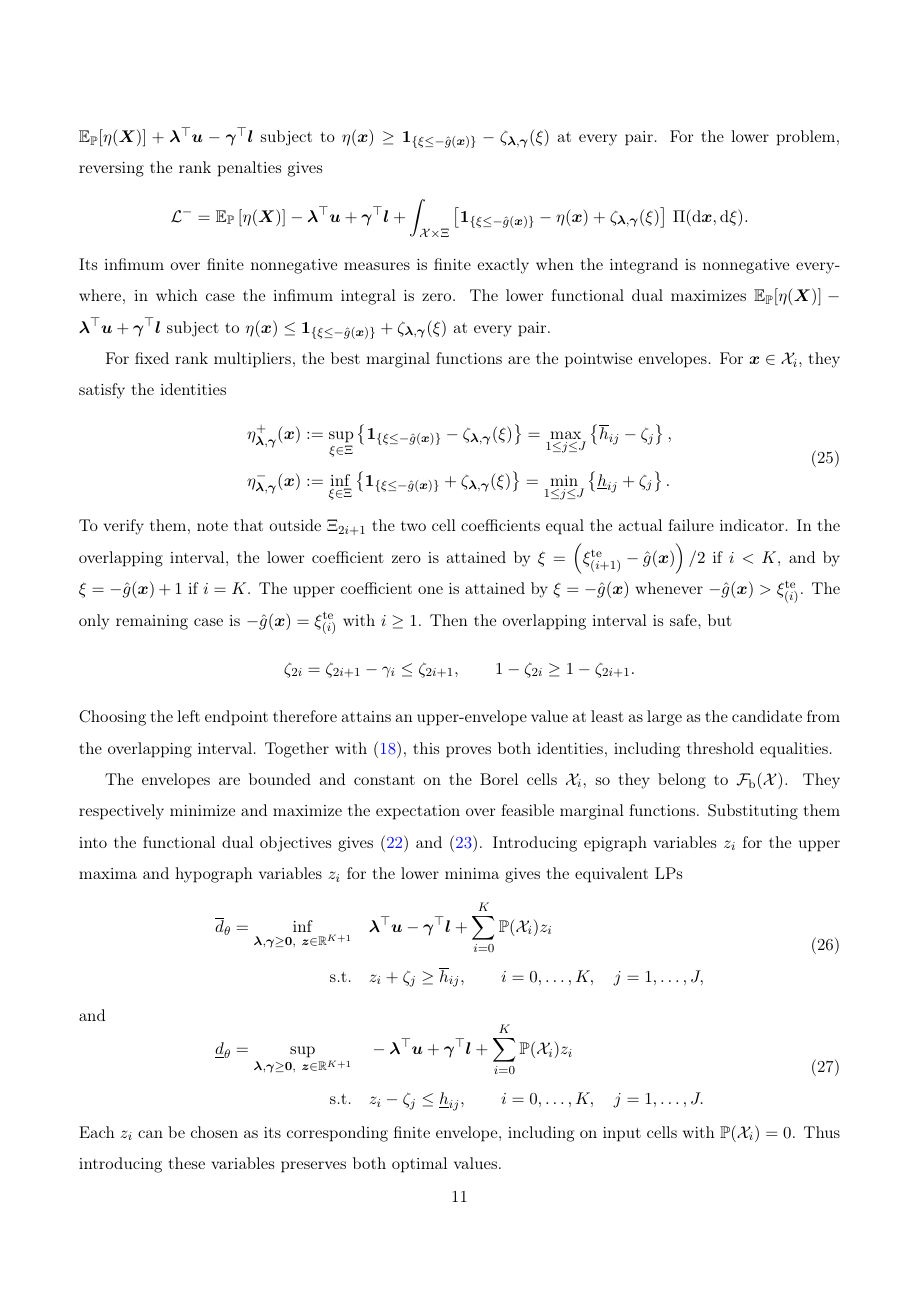 𝔼_ℙ[η(𝑿)] + 𝝀^⊤𝒖 − 𝜸^⊤𝒍 subject to η(𝒙) ≥ 𝟏_{ξ≤−ĝ(𝒙)} − ζ_{𝝀,𝜸}(ξ) at every pair. For the lower problem,
reversing the rank penalties gives
ℒ^− = 𝔼_ℙ [η(𝑿)] − 𝝀^⊤𝒖 + 𝜸^⊤𝒍 + ∫_{𝒳×Ξ} [𝟏_{ξ≤−ĝ(𝒙)} − η(𝒙) + ζ_{𝝀,𝜸}(ξ)] Π(d𝒙, dξ).
Its infimum over finite nonnegative measures is finite exactly when the integrand is nonnegative every-
where, in which case the infimum integral is zero. The lower functional dual maximizes 𝔼_ℙ[η(𝑿)] −
𝝀^⊤𝒖 + 𝜸^⊤𝒍 subject to η(𝒙) ≤ 𝟏_{ξ≤−ĝ(𝒙)} + ζ_{𝝀,𝜸}(ξ) at every pair.
For fixed rank multipliers, the best marginal functions are the pointwise envelopes. For 𝒙 ∈ 𝒳_i, they
satisfy the identities
η^+_{𝝀,𝜸}(𝒙) := sup_{ξ∈Ξ} {𝟏_{ξ≤−ĝ(𝒙)} − ζ_{𝝀,𝜸}(ξ)} = max_{1≤j≤J} {h̅_{ij} − ζ_j} ,
(25)
η^−_{𝝀,𝜸}(𝒙) := inf_{ξ∈Ξ} {𝟏_{ξ≤−ĝ(𝒙)} + ζ_{𝝀,𝜸}(ξ)} = min_{1≤j≤J} {h̲_{ij} + ζ_j} .
To verify them, note that outside Ξ_{2i+1} the two cell coefficients equal the actual failure indicator. In the
overlapping interval, the lower coefficient zero is attained by ξ = (ξ^{te}_{(i+1)} − ĝ(𝒙)) /2 if i < K, and by
ξ = −ĝ(𝒙) + 1 if i = K. The upper coefficient one is attained by ξ = −ĝ(𝒙) whenever −ĝ(𝒙) > ξ^{te}_{(i)}. The
only remaining case is −ĝ(𝒙) = ξ^{te}_{(i)} with i ≥ 1. Then the overlapping interval is safe, but
ζ_{2i} = ζ_{2i+1} − γ_i ≤ ζ_{2i+1}, 1 − ζ_{2i} ≥ 1 − ζ_{2i+1}.
Choosing the left endpoint therefore attains an upper-envelope value at least as large as the candidate from
the overlapping interval. Together with (18), this proves both identities, including threshold equalities.
The envelopes are bounded and constant on the Borel cells 𝒳_i, so they belong to ℱ_b(𝒳). They
respectively minimize and maximize the expectation over feasible marginal functions. Substituting them
into the functional dual objectives gives (22) and (23). Introducing epigraph variables z_i for the upper
maxima and hypograph variables z_i for the lower minima gives the equivalent LPs
d̅_θ = inf_{𝝀,𝜸≥𝟎, 𝒛∈ℝ^{K+1}} 𝝀^⊤𝒖 − 𝜸^⊤𝒍 + ∑_{i=0}^{K} ℙ(𝒳_i)z_i
(26)
s.t. z_i + ζ_j ≥ h̅_{ij}, i = 0, . . . , K, j = 1, . . . , J,
and
d̲_θ = sup_{𝝀,𝜸≥𝟎, 𝒛∈ℝ^{K+1}} − 𝝀^⊤𝒖 + 𝜸^⊤𝒍 + ∑_{i=0}^{K} ℙ(𝒳_i)z_i
(27)
s.t. z_i − ζ_j ≤ h̲_{ij}, i = 0, . . . , K, j = 1, . . . , J.
Each z_i can be chosen as its corresponding finite envelope, including on input cells with ℙ(𝒳_i) = 0. Thus
introducing these variables preserves both optimal values.
11